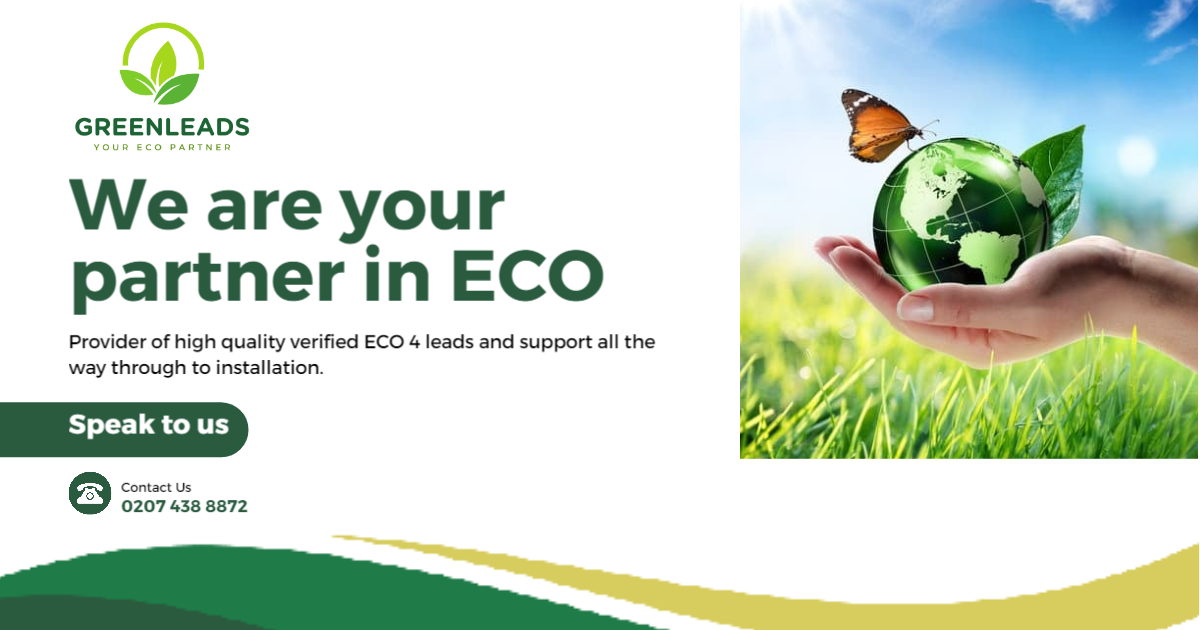 GREENLEADS
YOUR ECO PARTNER
We are your
partner in ECO
Provider of high quality verified ECO 4 leads and support all the
way through to installation.
Speak to us
Contact Us
0207 438 8872